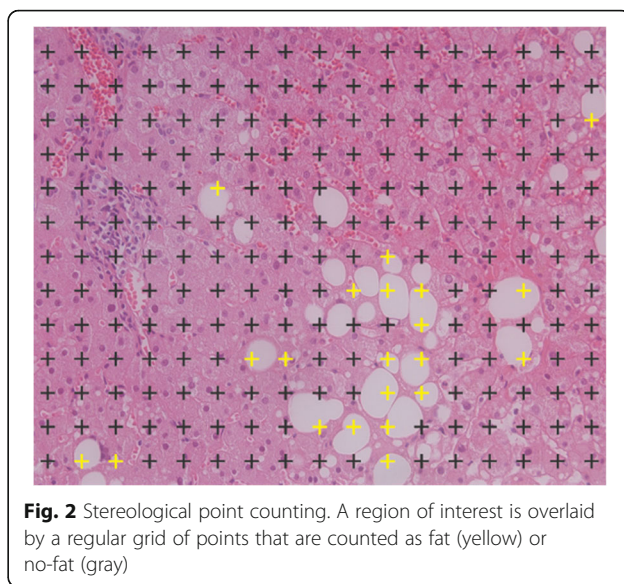 Fig. 2 Stereological point counting. A region of interest is overlaid
by a regular grid of points that are counted as fat (yellow) or
no-fat (gray)